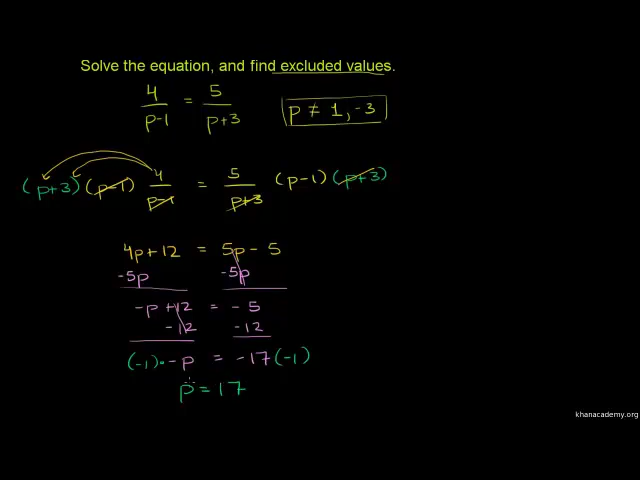 Solve the equation, and find excluded values.
4/(p-1) = 5/(p+3) p ≠ 1, -3
(p+3)(p-1) 4/(p-1) = 5/(p+3) (p-1)(p+3)
4p+12 = 5p-5
-5p -5p
-p +12 = -5
-12 -12
(-1)·-p = -17(-1)
p = 17
khanacademy.org